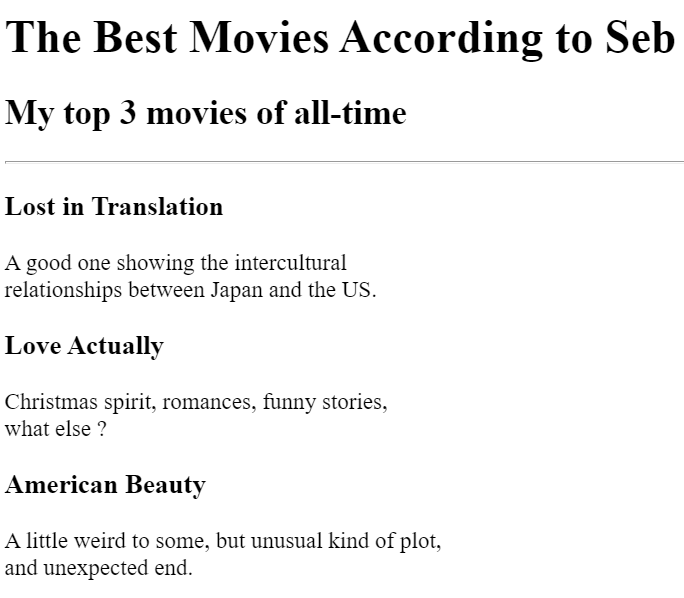 The Best Movies According to Seb
My top 3 movies of all-time
Lost in Translation
A good one showing the intercultural
relationships between Japan and the US.
Love Actually
Christmas spirit, romances, funny stories,
what else ?
American Beauty
A little weird to some, but unusual kind of plot,
and unexpected end.